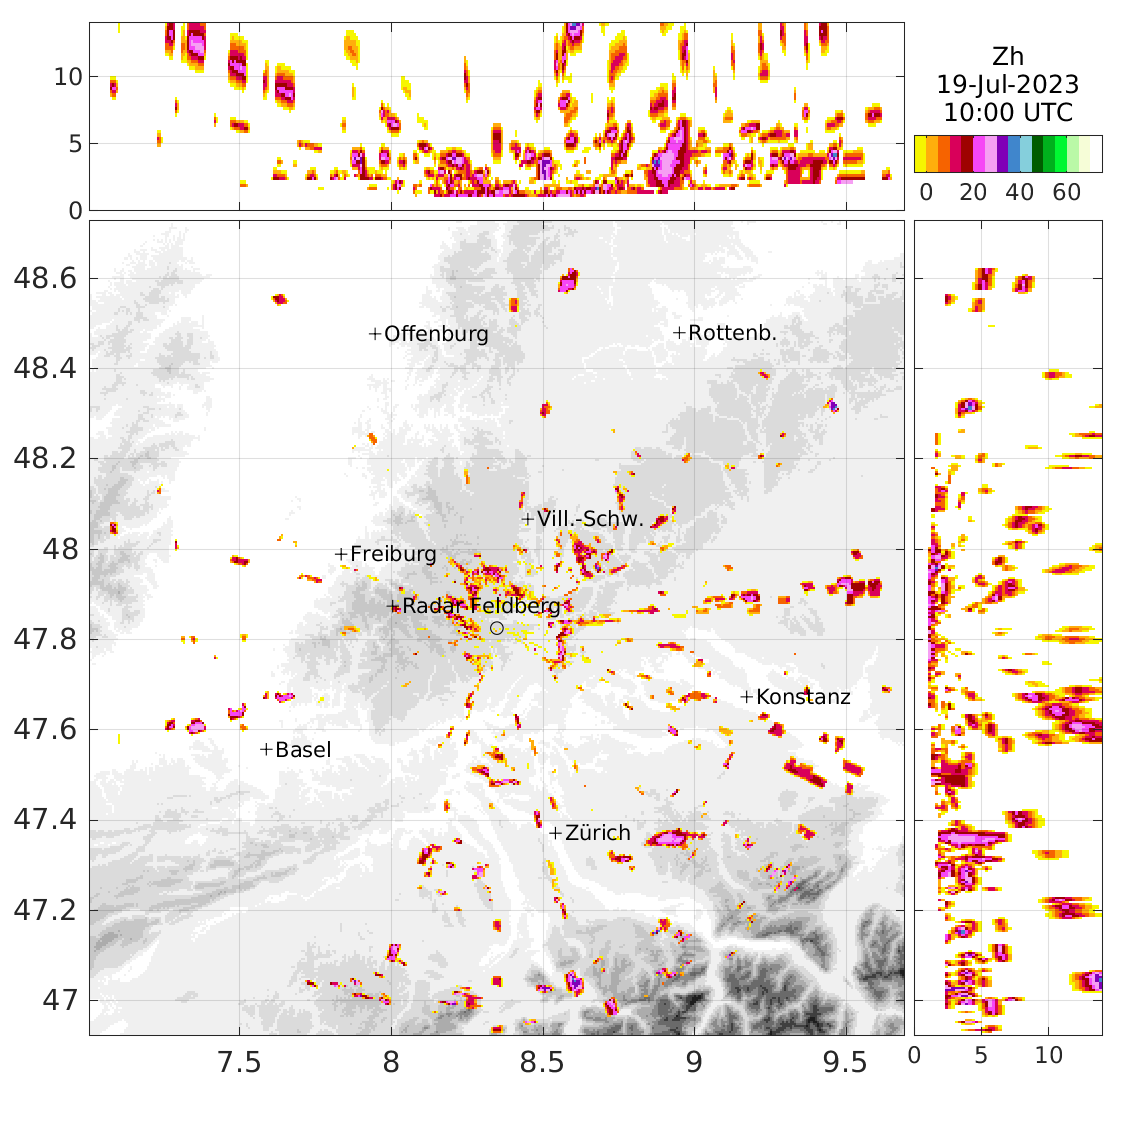 10
5
0
Zh
19-Jul-2023
10:00 UTC
0 20 40 60
48.6
48.4
48.2
48
47.8
47.6
47.4
47.2
47
+Offenburg
+Rottenb.
+Vill.-Schw.
+Freiburg
+Radar Feldberg
+Konstanz
+Basel
+Zürich
7.5 8 8.5 9 9.5
0 5 10